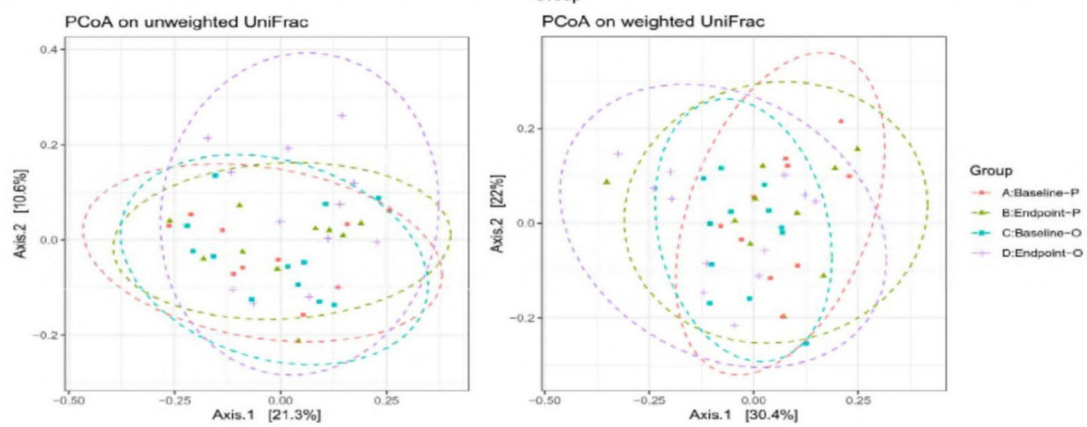 PCoA on unweighted UniFrac
0.4
0.2
0.0
−0.2
Axis.2 [10.6%]
−0.50
−0.25
0.00
0.25
Axis.1 [21.3%]
PCoA on weighted UniFrac
0.2
0.0
−0.2
Axis.2 [22%]
−0.50
−0.25
0.00
0.25
Axis.1 [30.4%]
Group
A:Baseline−P
B:Endpoint−P
C:Baseline−O
D:Endpoint−O